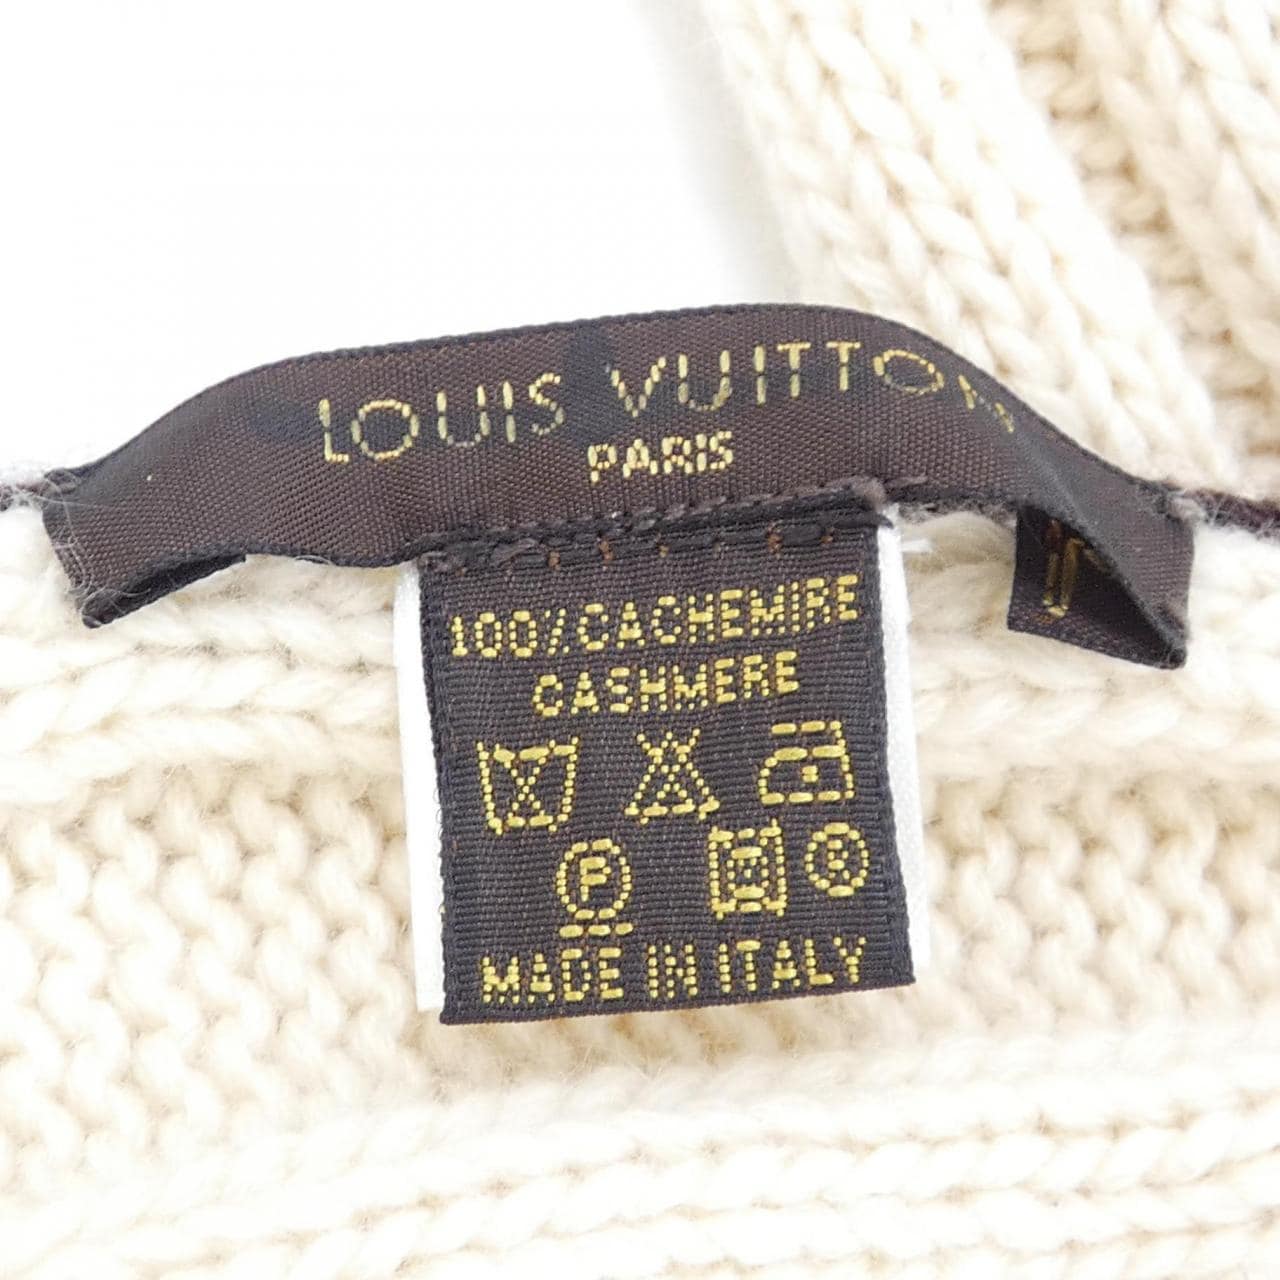 LOUIS VUITTON
PARIS
100% CACHEMIRE
CASHMERE
P
®
MADE IN ITALY